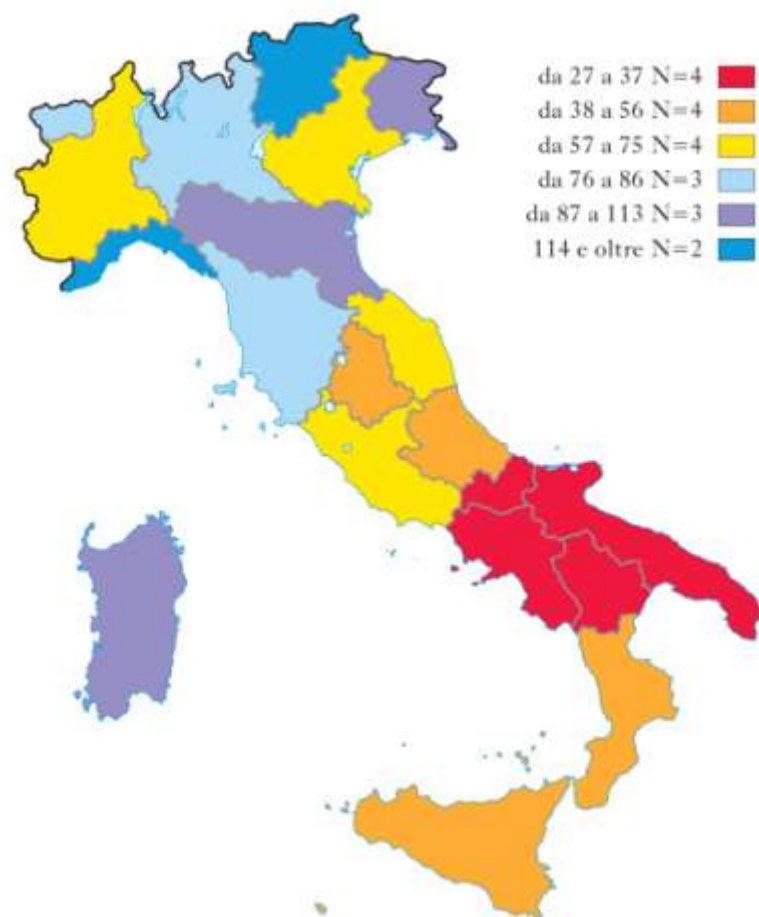 da 27 a 37 N=4
da 38 a 56 N=4
da 57 a 75 N=4
da 76 a 86 N=3
da 87 a 113 N=3
114 e oltre N=2